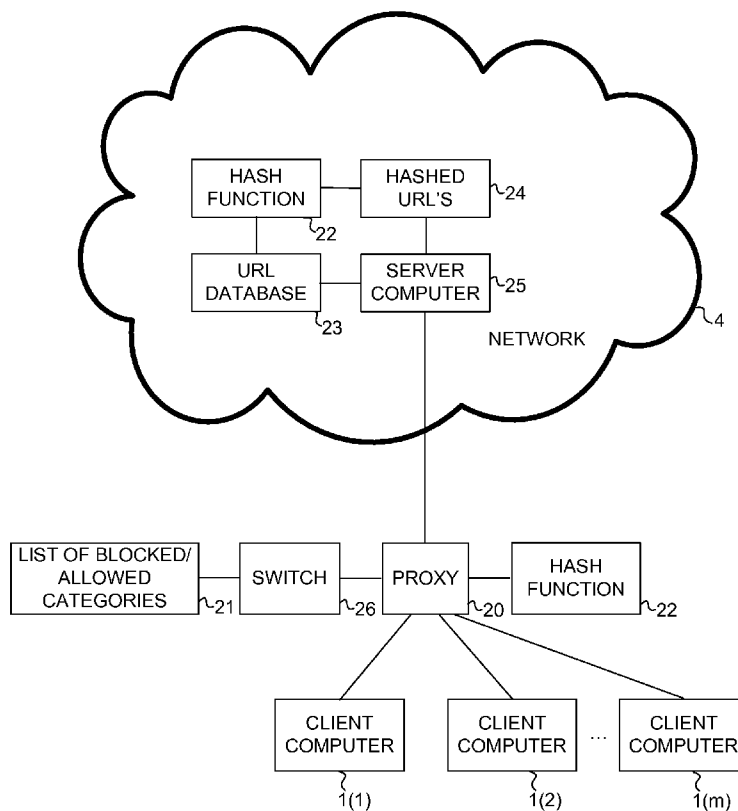 HASH
FUNCTION
22
HASHED
URL'S
24
URL
DATABASE
23
SERVER
COMPUTER
25
NETWORK
4
LIST OF BLOCKED/
ALLOWED
CATEGORIES
21
SWITCH
26
PROXY
20
HASH
FUNCTION
22
CLIENT
COMPUTER
1(1)
CLIENT
COMPUTER
1(2)
...
CLIENT
COMPUTER
1(m)